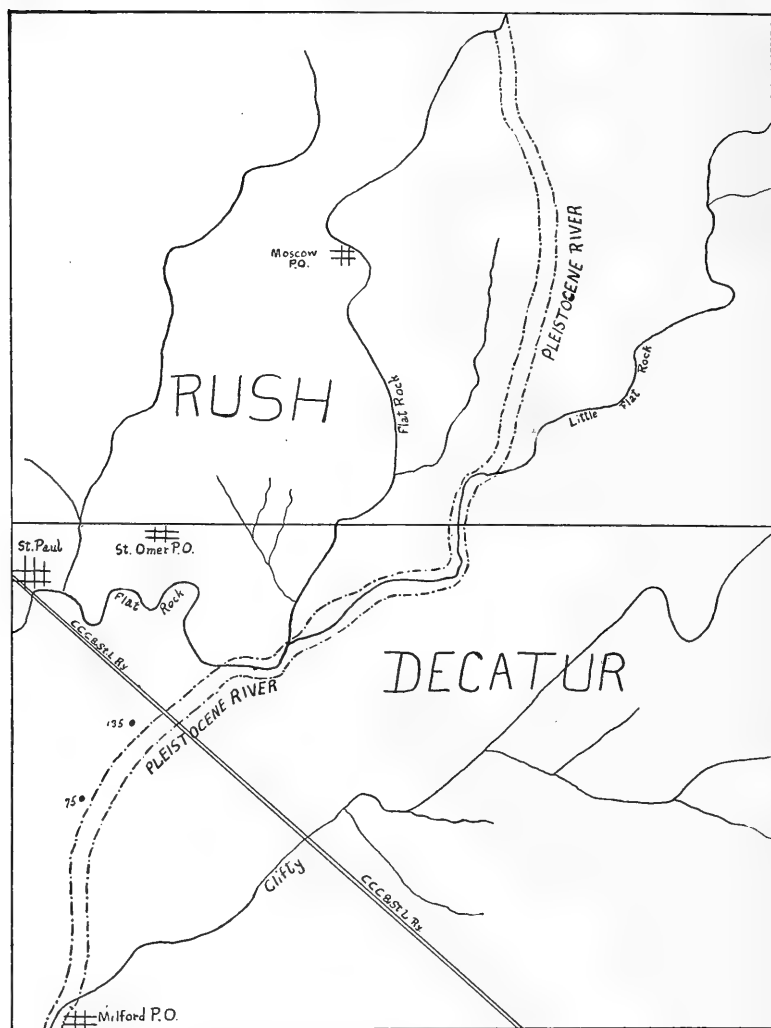 Moscow
P.O.
PLEISTOCENE RIVER
RUSH
Flat Rock
Little Flat Rock
St. Paul
St. Omer P.O.
Flat Rock
C.C.C.&St.L Ry
DECATUR
135
PLEISTOCENE RIVER
75
Clifty
C.C.C.&St.L Ry
Milford P.O.